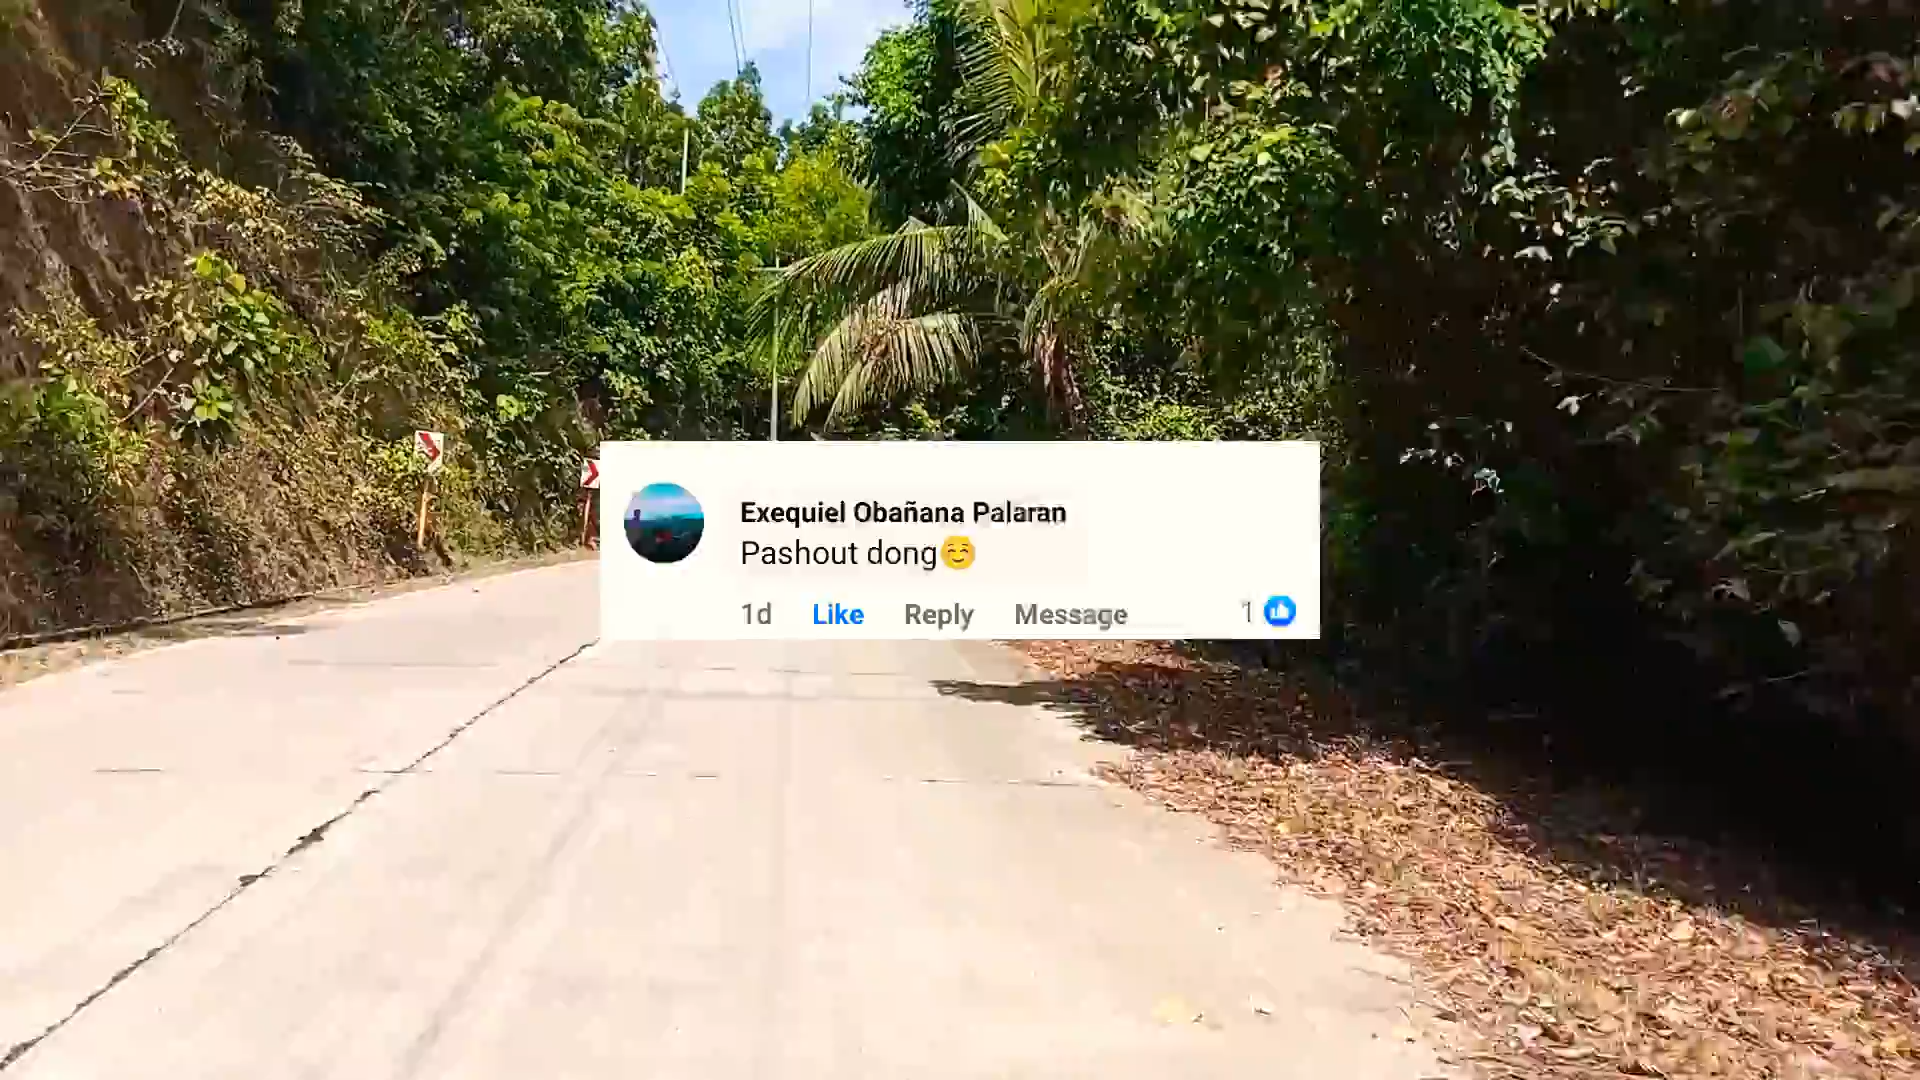 Exequiel Obañana Palaran
Pashout dong☺️
1d Like Reply Message 1